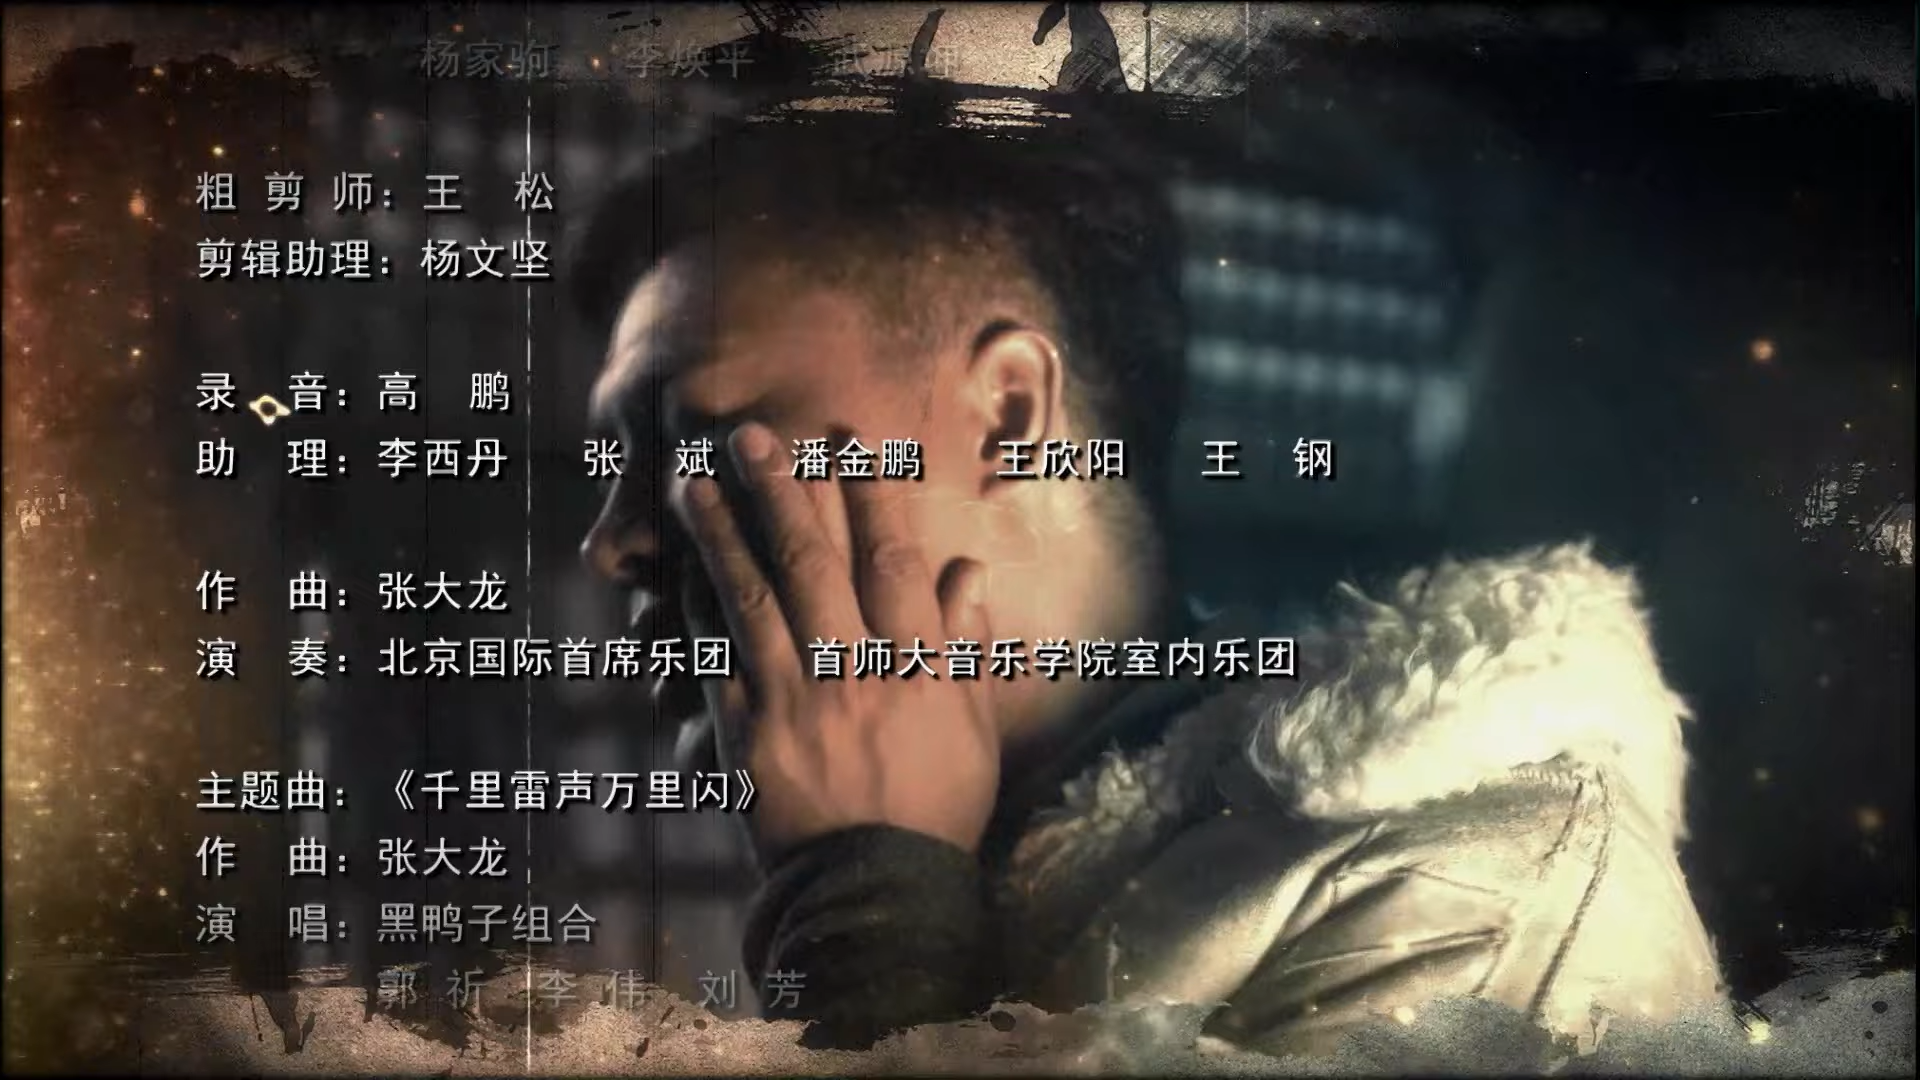 杨家驹 李焕平 武源坤
粗剪师：王 松
剪辑助理：杨文坚
录 音：高 鹏
助 理：李西丹 张 斌 潘金鹏 王欣阳 王 钢
作 曲：张大龙
演 奏：北京国际首席乐团 首师大音乐学院室内乐团
主题曲：《千里雷声万里闪》
作 曲：张大龙
演 唱：黑鸭子组合
郭 祈 李 伟 刘 芳